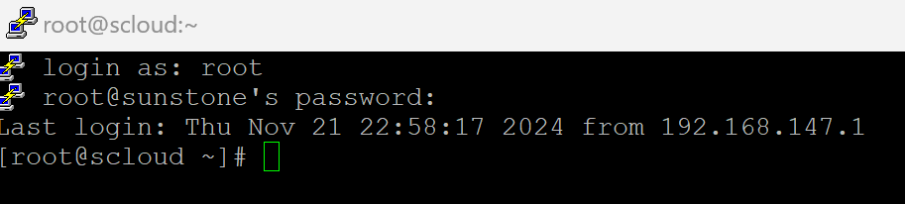 root@scloud:~
login as: root
root@sunstone's password:
Last login: Thu Nov 21 22:58:17 2024 from 192.168.147.1
[root@scloud ~]#